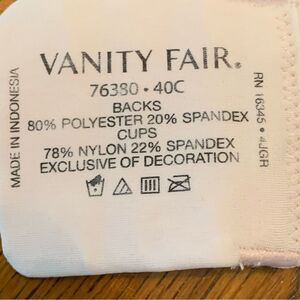 VANITY FAIR®
76380 • 40C
BACKS
80% POLYESTER 20% SPANDEX
CUPS
78% NYLON 22% SPANDEX
EXCLUSIVE OF DECORATION
MADE IN INDONESIA
RN 16345 •